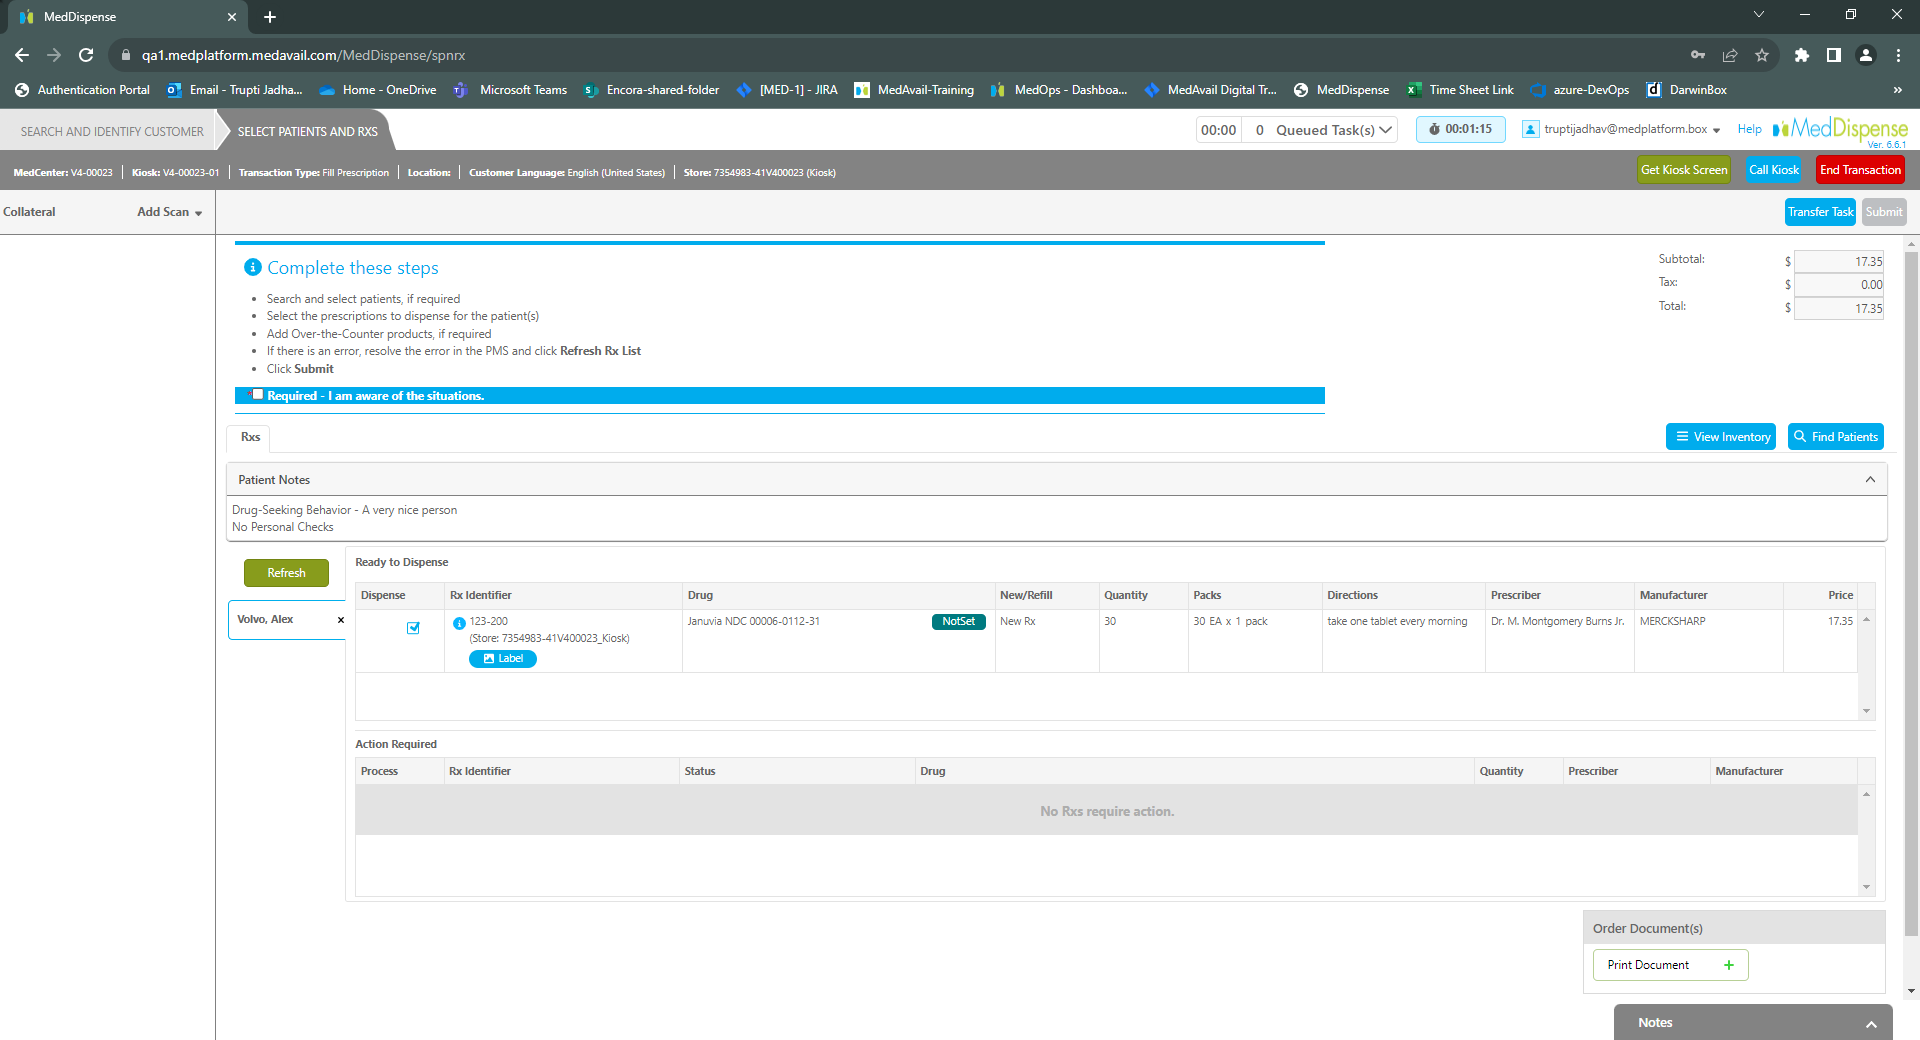 MedDispense
qa1.medplatform.medavail.com/MedDispense/spnrx
Authentication Portal
Email - Trupti Jadha...
Home - OneDrive
Microsoft Teams
Encora-shared-folder
[MED-1] - JIRA
MedAvail-Training
MedOps - Dashboa...
MedAvail Digital Tr...
MedDispense
Time Sheet Link
azure-DevOps
DarwinBox
»
SEARCH AND IDENTIFY CUSTOMER
SELECT PATIENTS AND RXS
00:00
0 Queued Task(s)
00:01:15
truptijadhav@medplatform.box
Help
MedDispense
Ver. 6.6.1
MedCenter: V4-00023
Kiosk: V4-00023-01
Transaction Type: Fill Prescription
Location:
Customer Language: English (United States)
Store: 7354983-41V400023 (Kiosk)
Get Kiosk Screen
Call Kiosk
End Transaction
Collateral
Add Scan
Transfer Task
Submit
Complete these steps
• Search and select patients, if required
• Select the prescriptions to dispense for the patient(s)
• Add Over-the-Counter products, if required
• If there is an error, resolve the error in the PMS and click Refresh Rx List
• Click Submit
* Required - I am aware of the situations.
Subtotal: $ 17.35
Tax: $ 0.00
Total: $ 17.35
Rxs
View Inventory
Find Patients
Patient Notes
Drug-Seeking Behavior - A very nice person
No Personal Checks
Refresh
Volvo, Alex ×
Ready to Dispense
Dispense Rx Identifier Drug New/Refill Quantity Packs Directions Prescriber Manufacturer Price
123-200 Januvia NDC 00006-0112-31 NotSet New Rx 30 30 EA x 1 pack take one tablet every morning Dr. M. Montgomery Burns Jr. MERCKSHARP 17.35
(Store: 7354983-41V400023_Kiosk)
Label
Action Required
Process Rx Identifier Status Drug Quantity Prescriber Manufacturer
No Rxs require action.
Order Document(s)
Print Document +
Notes